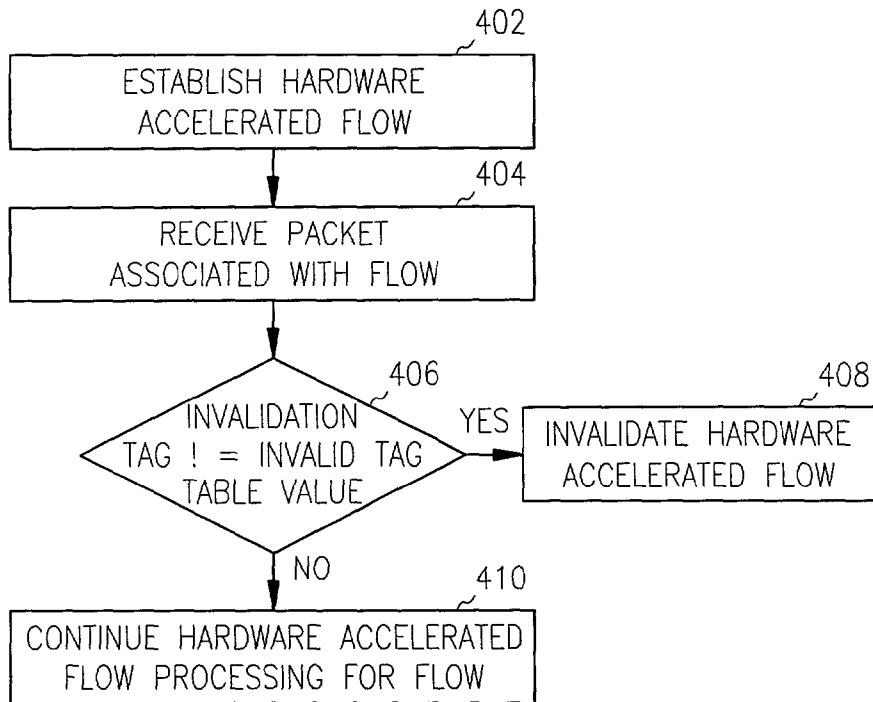 402
ESTABLISH HARDWARE
ACCELERATED FLOW
404
RECEIVE PACKET
ASSOCIATED WITH FLOW
406
INVALIDATION
TAG ! = INVALID TAG
TABLE VALUE
YES
408
INVALIDATE HARDWARE
ACCELERATED FLOW
NO
410
CONTINUE HARDWARE ACCELERATED
FLOW PROCESSING FOR FLOW